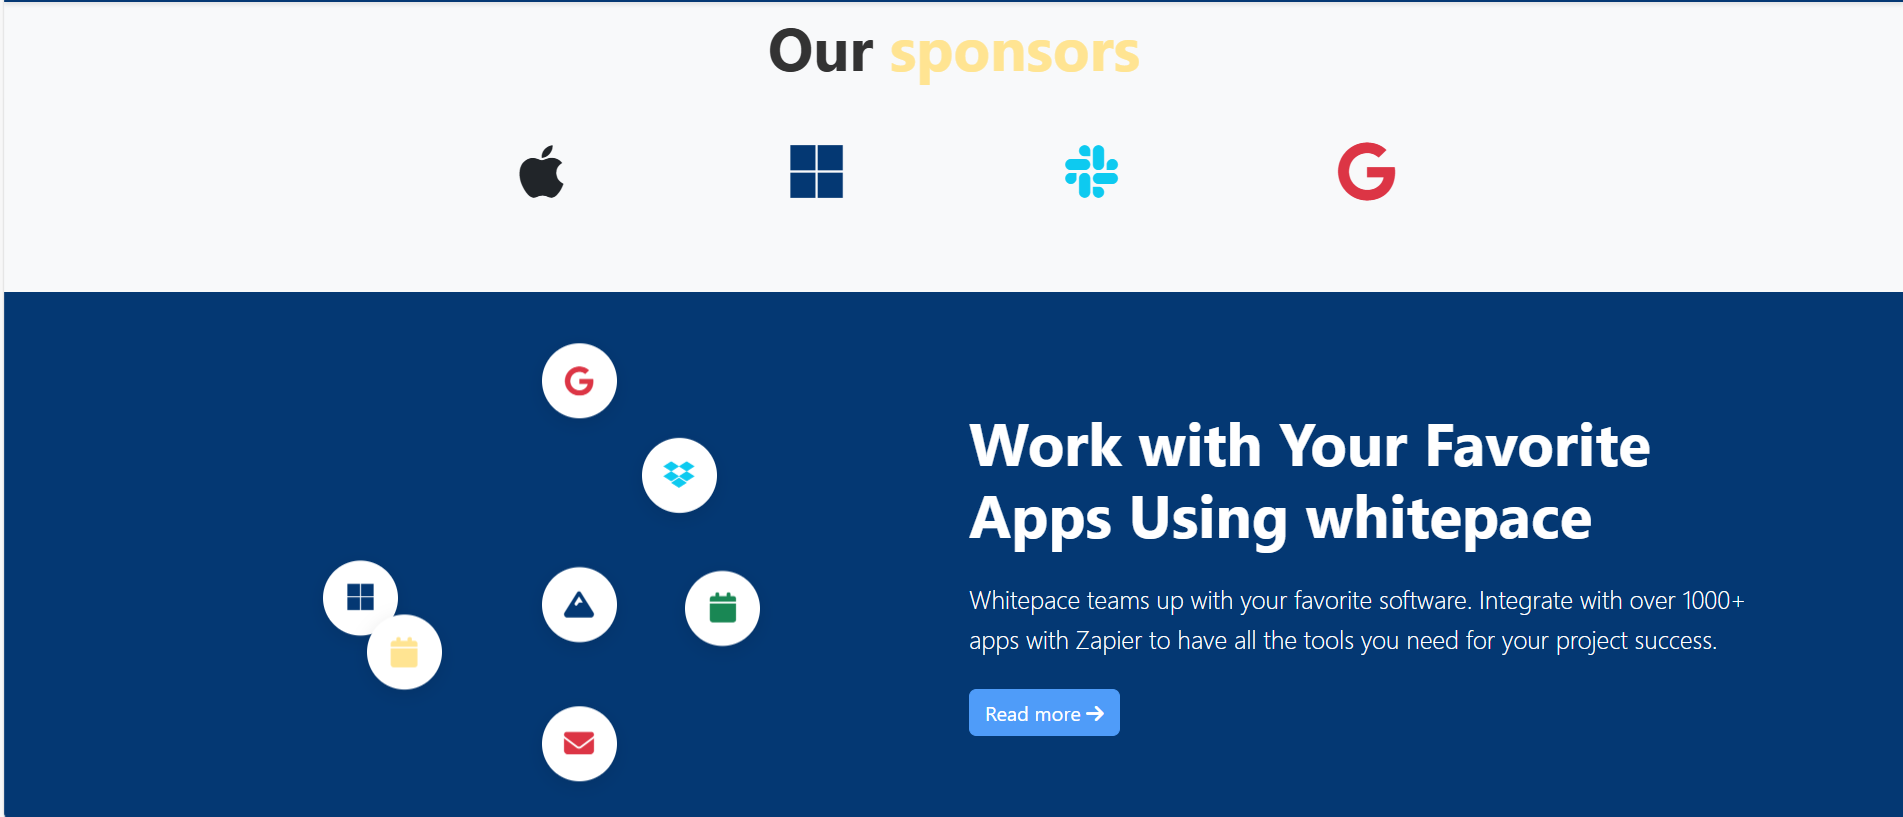 Our sponsors
Work with Your Favorite
Apps Using whitepace
Whitepace teams up with your favorite software. Integrate with over 1000+
apps with Zapier to have all the tools you need for your project success.
Read more